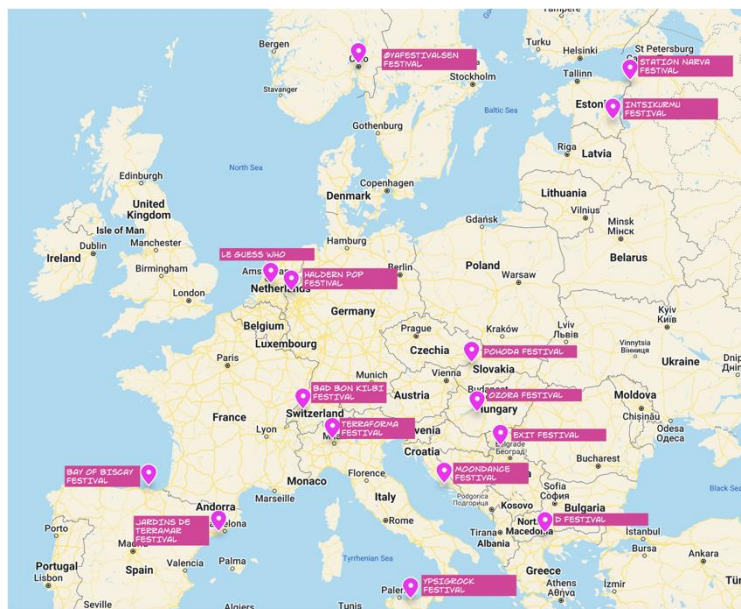 Bergen
ØYAFESTIVALSEN
FESTIVAL
Turku
Helsinki
St Petersburg
STATION NARVA
FESTIVAL
Stavanger
Stockholm
Tallinn
INTSIKURMU
FESTIVAL
Baltic Sea
Gothenburg
Riga
Latvia
North Sea
Edinburgh
United
Kingdom
Isle of Man
Denmark
Copenhagen
Lithuania
Vilnius
Gdańsk
Minsk
Мінск
Belarus
Ireland
Dublin
Manchester
Hamburg
LE GUESS WHO
HALDERN POP
FESTIVAL
Netherlands
Birmingham
London
Berlin
Poland
Warsaw
Germany
Belgium
Kyiv
Київ
Luxembourg
Prague
Kraków
Lviv
Львів
Czechia
POHODA FESTIVAL
Vinnytsia
Вінниця
Ukraine
Paris
Slovakia
Munich
Vienna
BAD BON KILBI
FESTIVAL
Austria
OZORA FESTIVAL
Moldova
Chișinău
Odesa
Одеса
Switzerland
France
TERRAFORMA
FESTIVAL
Lyon
Croatia
EXIT FESTIVAL
Belgrade
Београд
Bucharest
BAY OF BISCAY
FESTIVAL
Monaco
MOONDANCE
FESTIVAL
Florence
Marseille
Italy
Podgorica
Подгорица
Kosovo
Sofia
София
Bulgaria
Black Sea
Andorra
JARDINS DE
TERRAMAR
FESTIVAL
Rome
D FESTIVAL
Tirana
Macedonia
Albania
Istanbul
Bursa
Ankara
Porto
Portugal
Lisbon
Spain
Valencia
Palma
Tyrrhenian Sea
Greece
Athens
Αθήνα
İzmir
YPSIGROCK
FESTIVAL
Seville
Algiers
Tunis